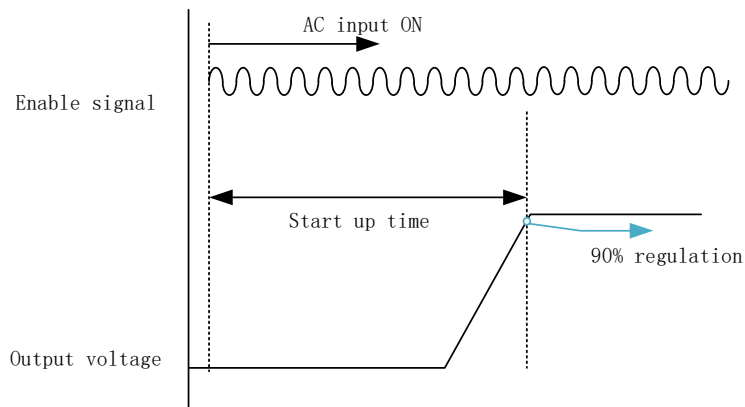 AC input ON
Enable signal
Start up time
90% regulation
Output voltage